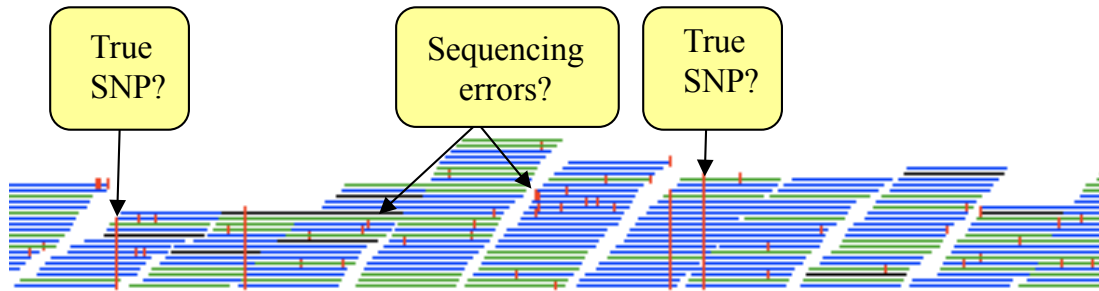 True
SNP?
Sequencing
errors?
True
SNP?